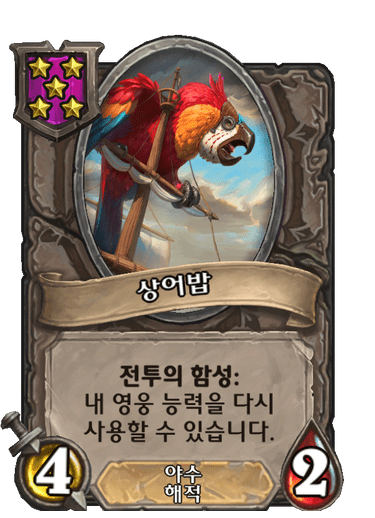 상어밥
전투의 함성:
내 영웅 능력을 다시
사용할 수 있습니다.
4
야수
해적
2